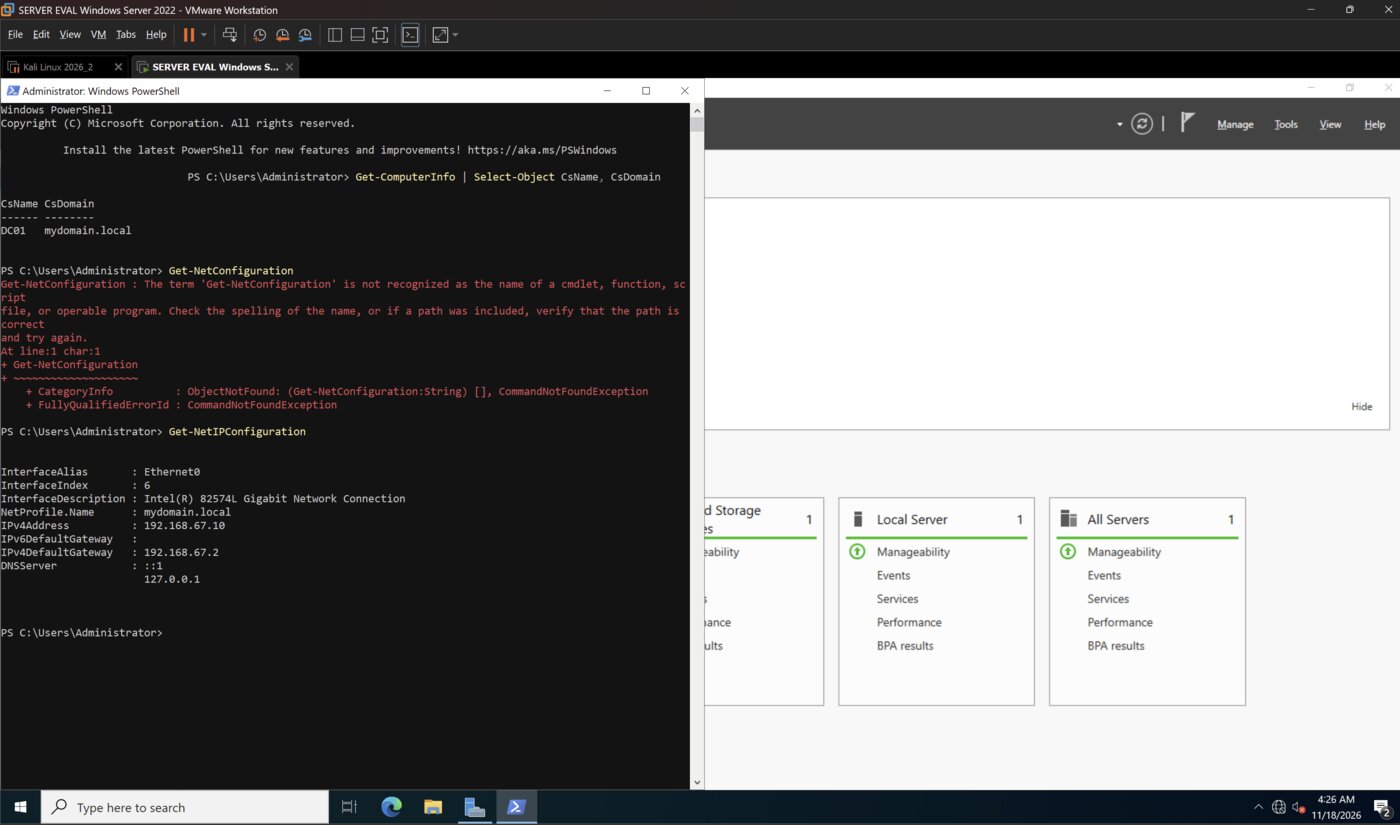 SERVER EVAL Windows Server 2022 - VMware Workstation
File Edit View VM Tabs Help
Kali Linux 2026_2
SERVER EVAL Windows S...
Administrator: Windows PowerShell
Windows PowerShell
Copyright (C) Microsoft Corporation. All rights reserved.
Install the latest PowerShell for new features and improvements! https://aka.ms/PSWindows
PS C:\Users\Administrator> Get-ComputerInfo | Select-Object CsName, CsDomain
CsName CsDomain
------ --------
DC01 mydomain.local
PS C:\Users\Administrator> Get-NetConfiguration
Get-NetConfiguration : The term 'Get-NetConfiguration' is not recognized as the name of a cmdlet, function, sc
ript
file, or operable program. Check the spelling of the name, or if a path was included, verify that the path is
correct
and try again.
At line:1 char:1
+ Get-NetConfiguration
+ ~~~~~~~~~~~~~~~~~~~~
+ CategoryInfo : ObjectNotFound: (Get-NetConfiguration:String) [], CommandNotFoundException
+ FullyQualifiedErrorId : CommandNotFoundException
PS C:\Users\Administrator> Get-NetIPConfiguration
InterfaceAlias : Ethernet0
InterfaceIndex : 6
InterfaceDescription : Intel(R) 82574L Gigabit Network Connection
NetProfile.Name : mydomain.local
IPv4Address : 192.168.67.10
IPv6DefaultGateway :
IPv4DefaultGateway : 192.168.67.2
DNSServer : ::1
127.0.0.1
PS C:\Users\Administrator>
Manage Tools View Help
Hide
d Storage 1
es
eability
s
nance
ults
Local Server 1
Manageability
Events
Services
Performance
BPA results
All Servers 1
Manageability
Events
Services
Performance
BPA results
Type here to search
4:26 AM
11/18/2026
2